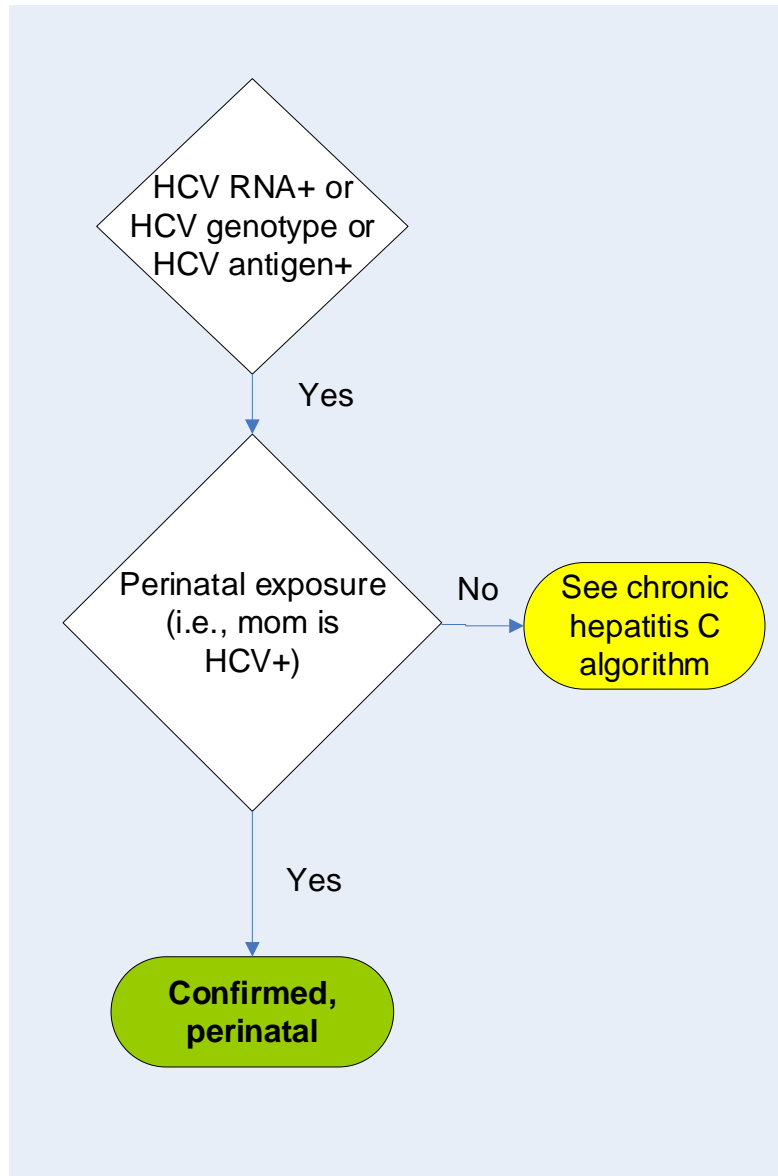 HCV RNA+ or
HCV genotype or
HCV antigen+
Yes
Perinatal exposure
(i.e., mom is
HCV+)
No
See chronic
hepatitis C
algorithm
Yes
Confirmed,
perinatal